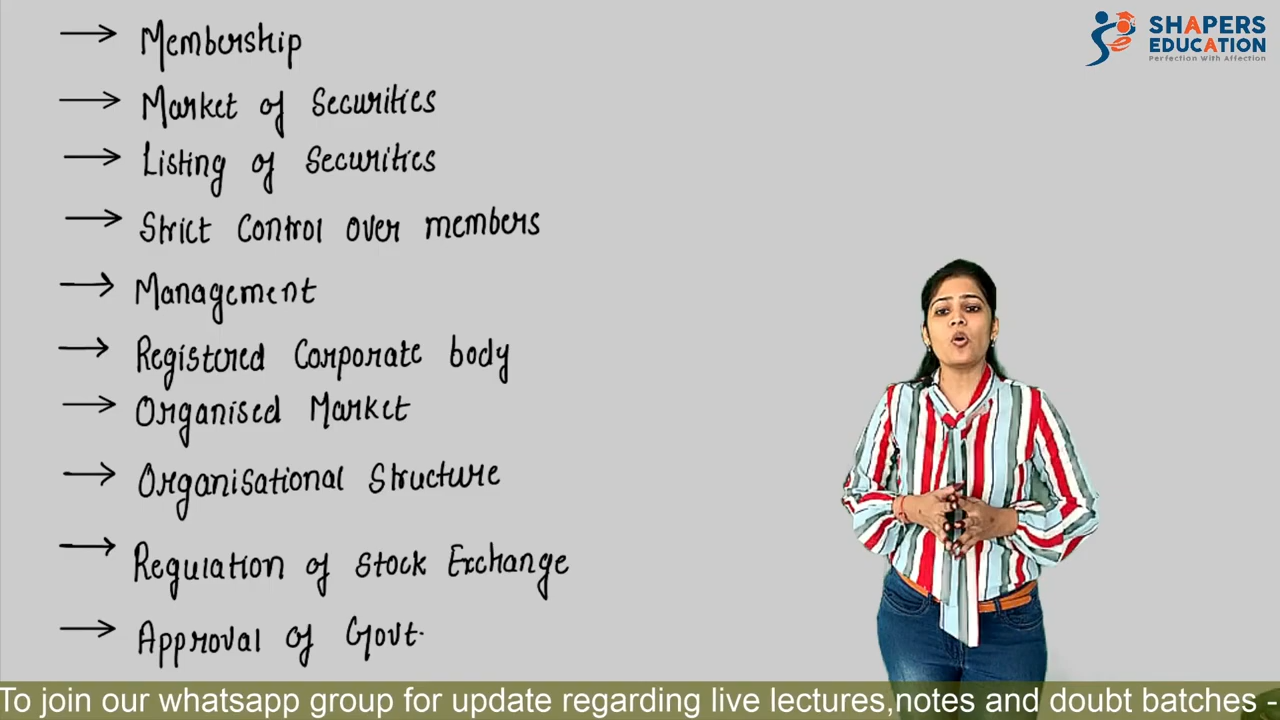 → Membership
→ Market of Securities
→ Listing of Securities
→ Strict Control over members
→ Management
→ Registered Corporate body
→ Organised Market
→ Organisational Structure
→ Regulation of Stock Exchange
→ Approval of Govt.
SHAPERS
EDUCATION
Perfection With Affection
To join our whatsapp group for update regarding live lectures,notes and doubt batches -